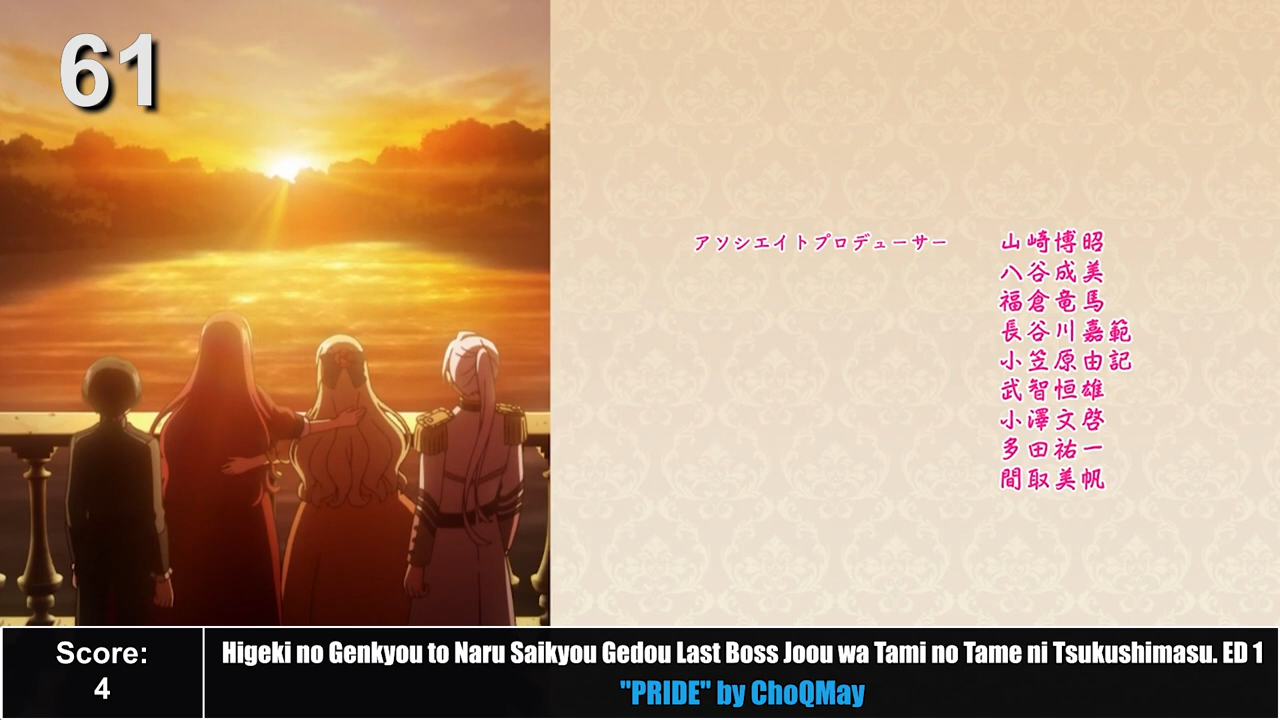 61
アソシエイトプロデューサー 山崎博昭
八谷成美
福倉竜馬
長谷川嘉範
小笠原由記
武智恒雄
小澤文啓
多田祐一
間取美帆
Score:
4
Higeki no Genkyou to Naru Saikyou Gedou Last Boss Joou wa Tami no Tame ni Tsukushimasu. ED 1
"PRIDE" by ChoQMay